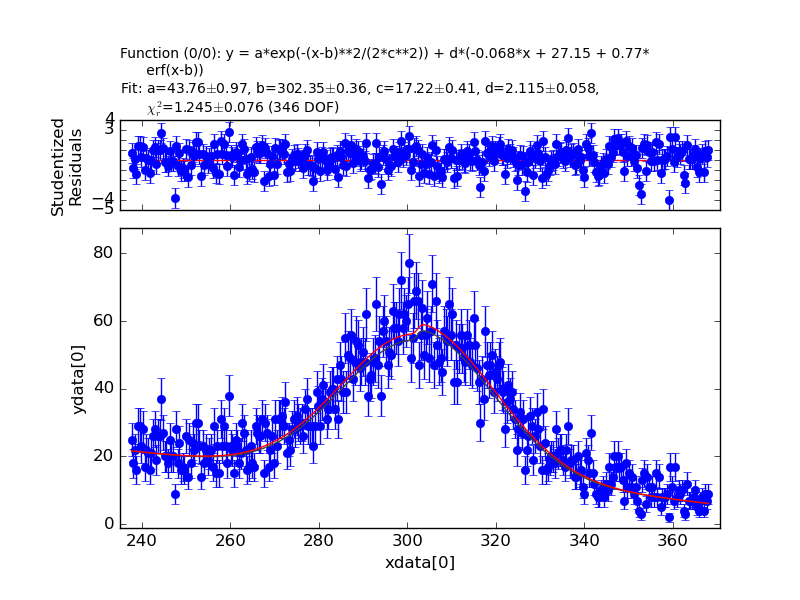 Function (0/0): y = a*exp(-(x-b)**2/(2*c**2)) + d*(-0.068*x + 27.15 + 0.77*
erf(x-b))
Fit: a=43.76±0.97, b=302.35±0.36, c=17.22±0.41, d=2.115±0.058,
χ²ᵣ=1.245±0.076 (346 DOF)
Studentized
Residuals
4
3
−4
−5
ydata[0]
80
60
40
20
0
240 260 280 300 320 340 360
xdata[0]